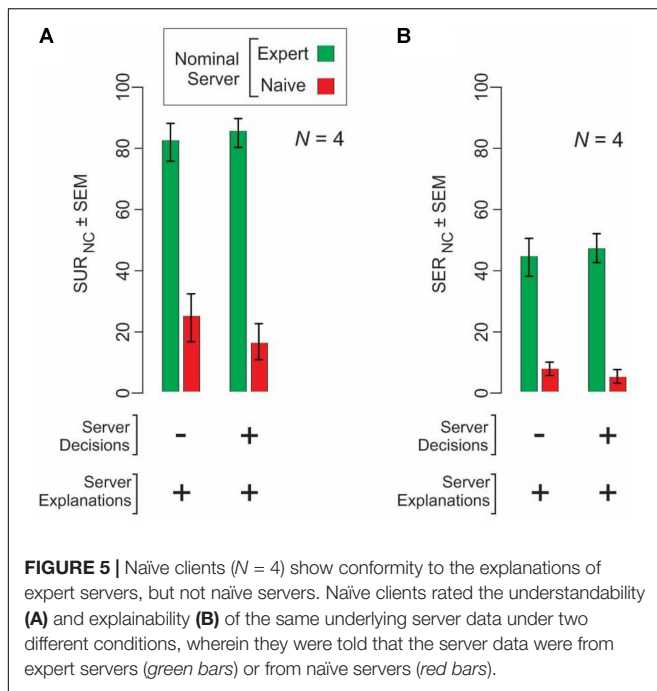 A
B
Nominal Server
Expert
Naive
SUR NC ± SEM
0
20
40
60
80
100
N = 4
SER NC ± SEM
0
20
40
60
80
100
N = 4
Server Decisions
-
+
Server Explanations
+
+
Server Decisions
-
+
Server Explanations
+
+
FIGURE 5 | Naïve clients (N = 4) show conformity to the explanations of
expert servers, but not naïve servers. Naïve clients rated the understandability
(A) and explainability (B) of the same underlying server data under two
different conditions, wherein they were told that the server data were from
expert servers (green bars) or from naïve servers (red bars).